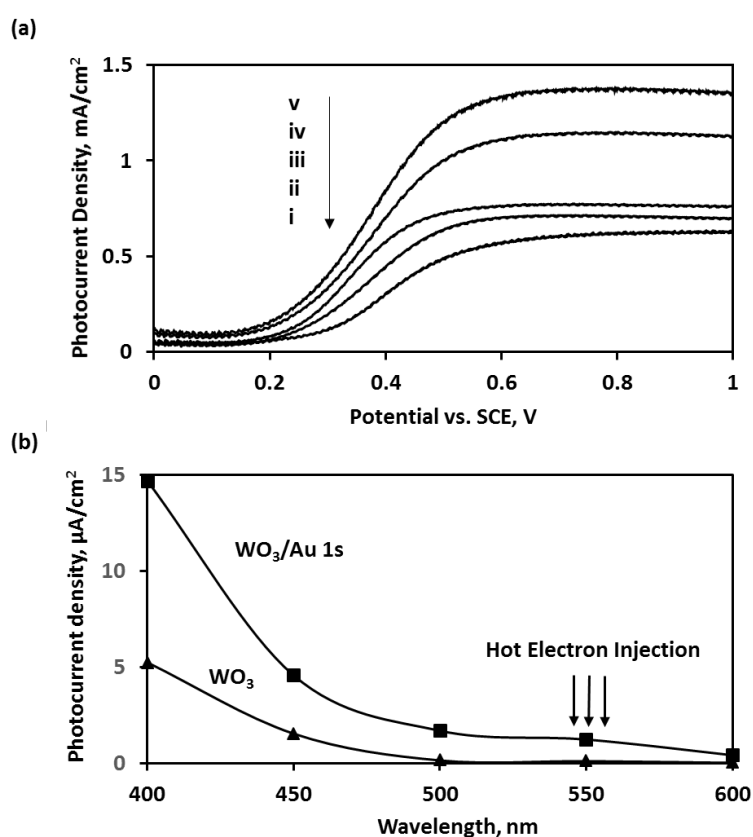 (a)
Photocurrent Density, mA/cm²
1.5
1
0.5
0
v
iv
iii
ii
i
0 0.2 0.4 0.6 0.8 1
Potential vs. SCE, V
(b)
Photocurrent density, µA/cm²
15
10
5
0
WO₃/Au 1s
WO₃
Hot Electron Injection
400 450 500 550 600
Wavelength, nm